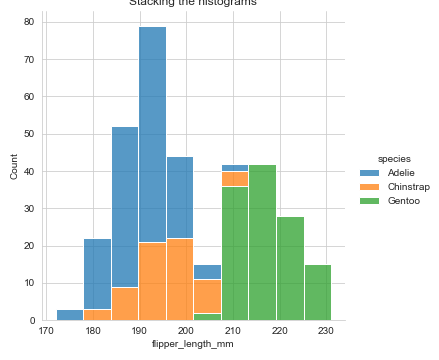 Stacking the histograms
80
70
60
50
40
30
20
10
0
Count
170 180 190 200 210 220 230
flipper_length_mm
species
Adelie
Chinstrap
Gentoo